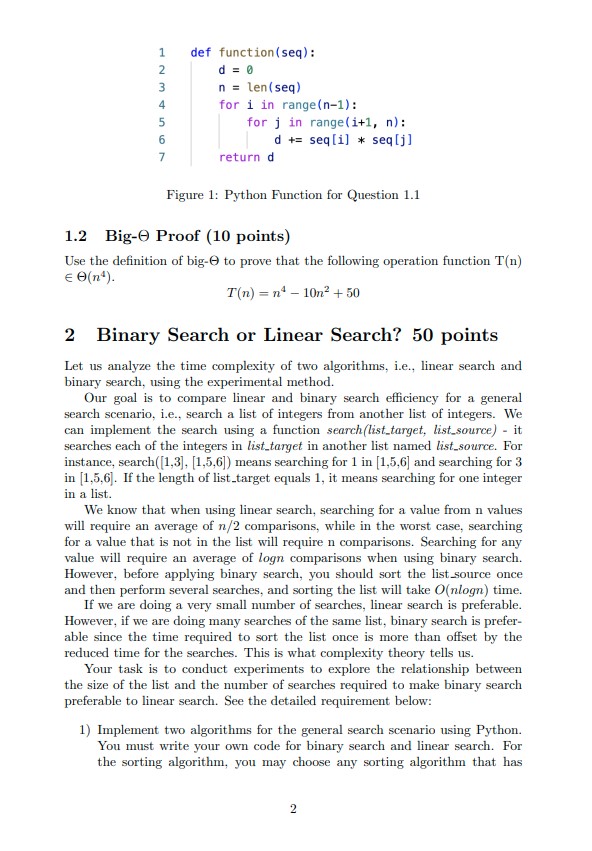 1 def function(seq):
2 d = 0
3 n = len(seq)
4 for i in range(n-1):
5 for j in range(i+1, n):
6 d += seq[i] * seq[j]
7 return d
Figure 1: Python Function for Question 1.1
1.2 Big-Θ Proof (10 points)
Use the definition of big-Θ to prove that the following operation function T(n)
∈ Θ(n⁴).
T(n) = n⁴ − 10n² + 50
2 Binary Search or Linear Search? 50 points
Let us analyze the time complexity of two algorithms, i.e., linear search and
binary search, using the experimental method.
Our goal is to compare linear and binary search efficiency for a general
search scenario, i.e., search a list of integers from another list of integers. We
can implement the search using a function search(list_target, list_source) - it
searches each of the integers in list_target in another list named list_source. For
instance, search([1,3], [1,5,6]) means searching for 1 in [1,5,6] and searching for 3
in [1,5,6]. If the length of list_target equals 1, it means searching for one integer
in a list.
We know that when using linear search, searching for a value from n values
will require an average of n/2 comparisons, while in the worst case, searching
for a value that is not in the list will require n comparisons. Searching for any
value will require an average of logn comparisons when using binary search.
However, before applying binary search, you should sort the list_source once
and then perform several searches, and sorting the list will take O(nlogn) time.
If we are doing a very small number of searches, linear search is preferable.
However, if we are doing many searches of the same list, binary search is prefer-
able since the time required to sort the list once is more than offset by the
reduced time for the searches. This is what complexity theory tells us.
Your task is to conduct experiments to explore the relationship between
the size of the list and the number of searches required to make binary search
preferable to linear search. See the detailed requirement below:
1) Implement two algorithms for the general search scenario using Python.
You must write your own code for binary search and linear search. For
the sorting algorithm, you may choose any sorting algorithm that has
2